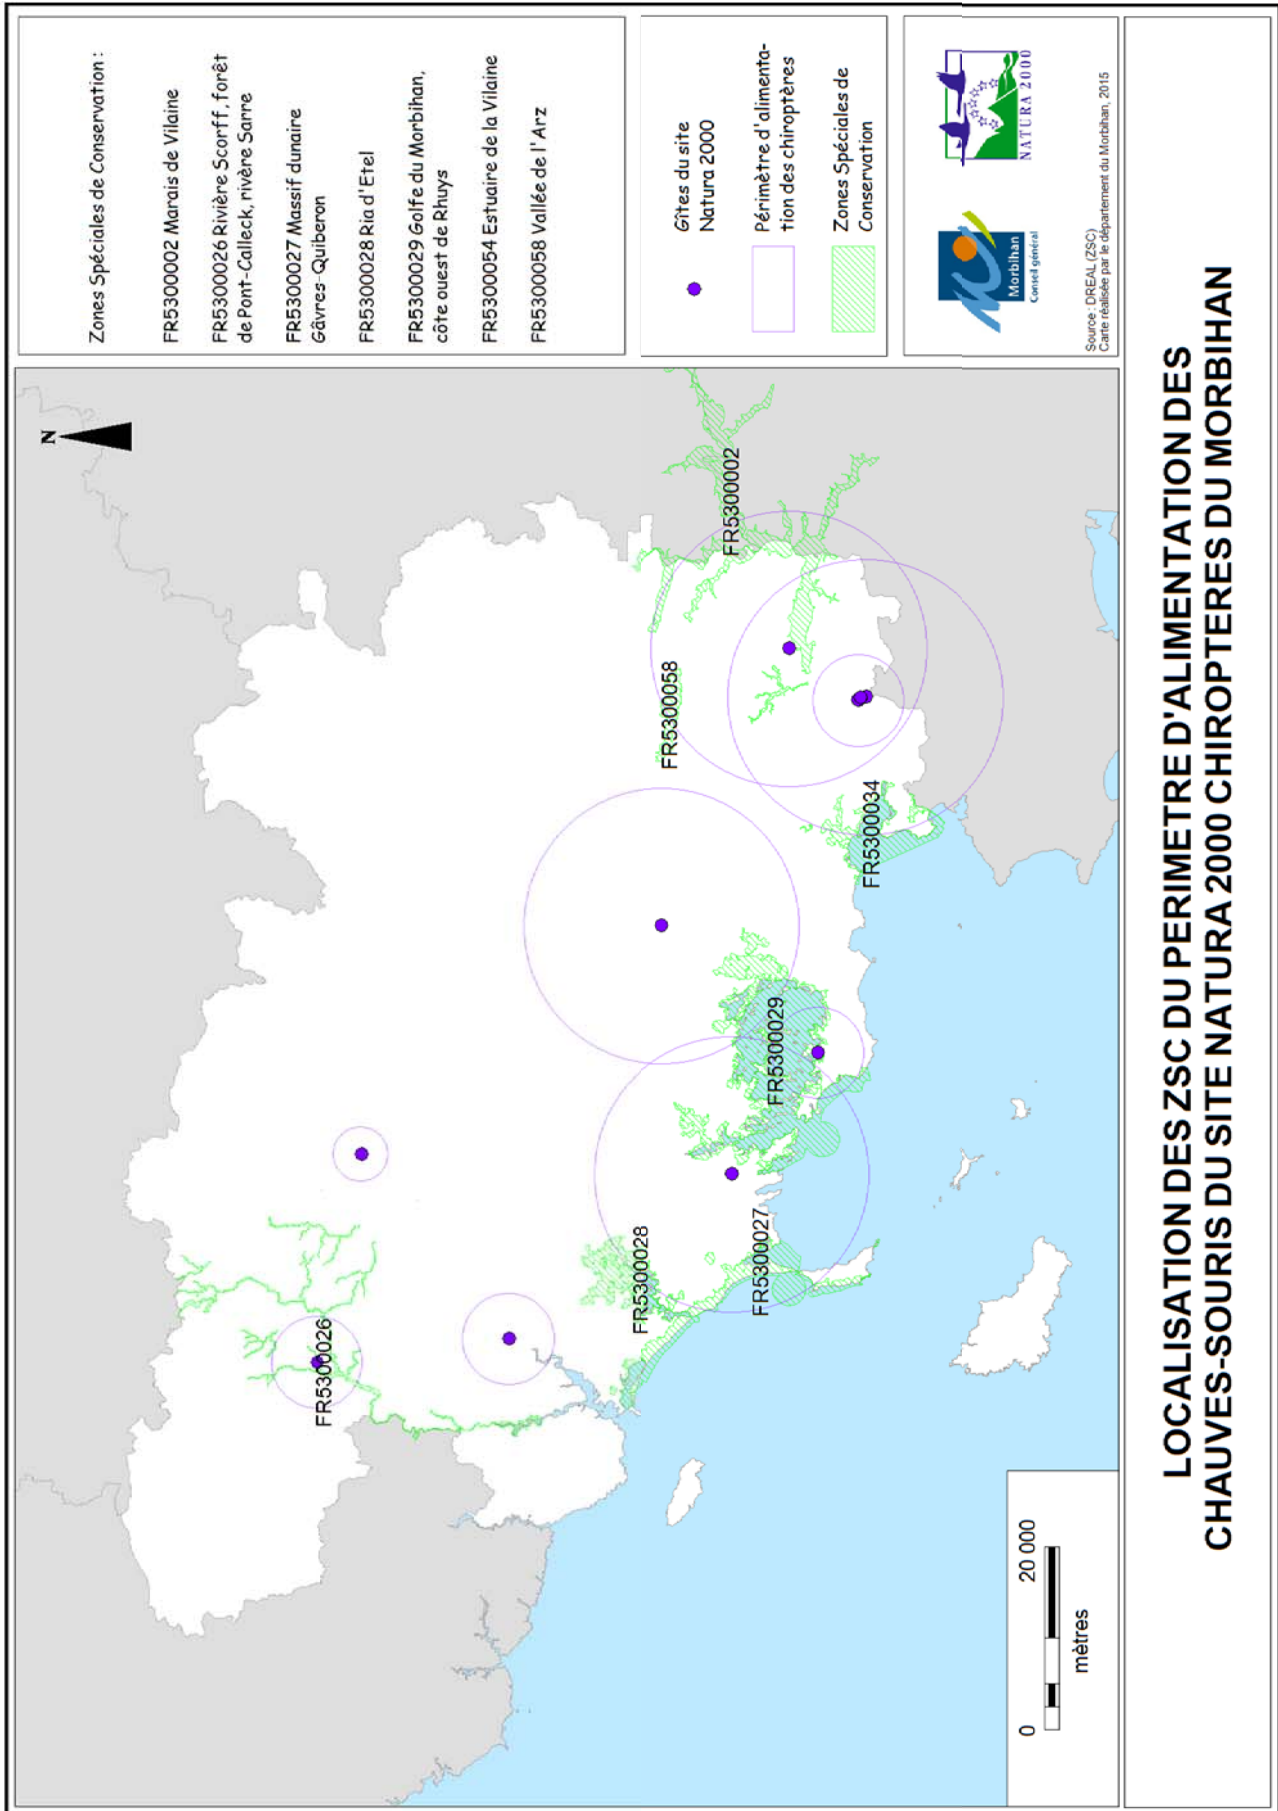 Zones Spéciales de Conservation :
FR5300002 Marais de Vilaine
FR5300026 Rivière Scorff, forêt
de Pont-Calleck, rivère Sarre
FR5300027 Massif dunaire
Gâvres-Quiberon
FR5300028 Ria d'Etel
FR5300029 Golfe du Morbihan,
côte ouest de Rhuys
FR5300054 Estuaire de la Vilaine
FR5300058 Vallée de l'Arz
Gîtes du site
Natura 2000
Périmètre d'alimenta-
tion des chiroptères
Zones Spéciales de
Conservation
Morbihan
Conseil général
NATURA 2000
Source : DREAL (ZSC)
Carte réalisée par le département du Morbihan, 2015
N
FR5300026
FR5300028
FR5300027
FR5300029
FR5300058
FR5300002
FR5300034
0
20 000
mètres
LOCALISATION DES ZSC DU PERIMETRE D'ALIMENTATION DES
CHAUVES-SOURIS DU SITE NATURA 2000 CHIROPTERES DU MORBIHAN